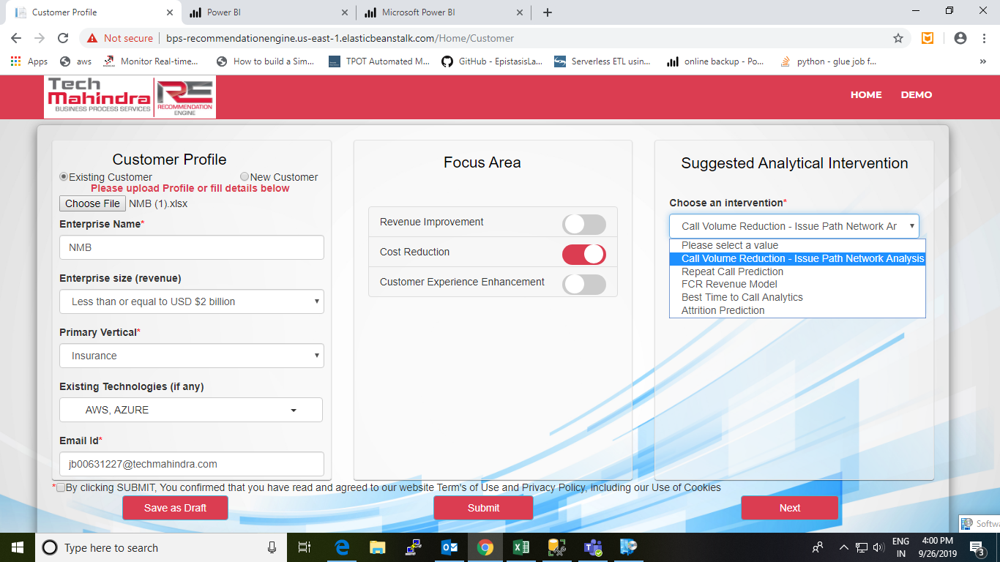 Customer Profile
Power BI
Microsoft Power BI
Not secure
bps-recommendationengine.us-east-1.elasticbeanstalk.com/Home/Customer
Apps
aws
Monitor Real-time...
How to build a Sim...
TPOT Automated M...
GitHub - EpistasisLa...
Serverless ETL usin...
online backup - Po...
python - glue job f...
»
Tech
Mahindra
BUSINESS PROCESS SERVICES
RE
RECOMMENDATION
ENGINE
HOME
DEMO
Customer Profile
Existing Customer
New Customer
Please upload Profile or fill details below
Choose File NMB (1).xlsx
Enterprise Name*
NMB
Enterprise size (revenue)
Less than or equal to USD $2 billion
Primary Vertical*
Insurance
Existing Technologies (if any)
AWS, AZURE
Email Id*
jb00631227@techmahindra.com
Focus Area
Revenue Improvement
Cost Reduction
Customer Experience Enhancement
Suggested Analytical Intervention
Choose an intervention*
Call Volume Reduction - Issue Path Network Ar
Please select a value
Call Volume Reduction - Issue Path Network Analysis
Repeat Call Prediction
FCR Revenue Model
Best Time to Call Analytics
Attrition Prediction
*By clicking SUBMIT, You confirmed that you have read and agreed to our website Term's of Use and Privacy Policy, including our Use of Cookies
Save as Draft
Submit
Next
Softwa
Type here to search
ENG
IN
4:00 PM
9/26/2019
3